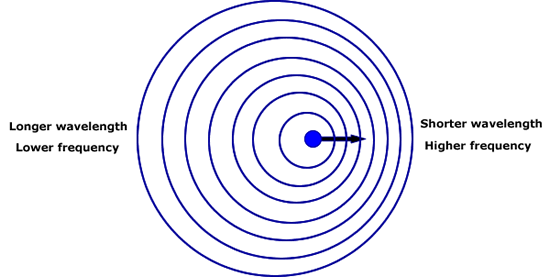 Longer wavelength
Lower frequency
Shorter wavelength
Higher frequency